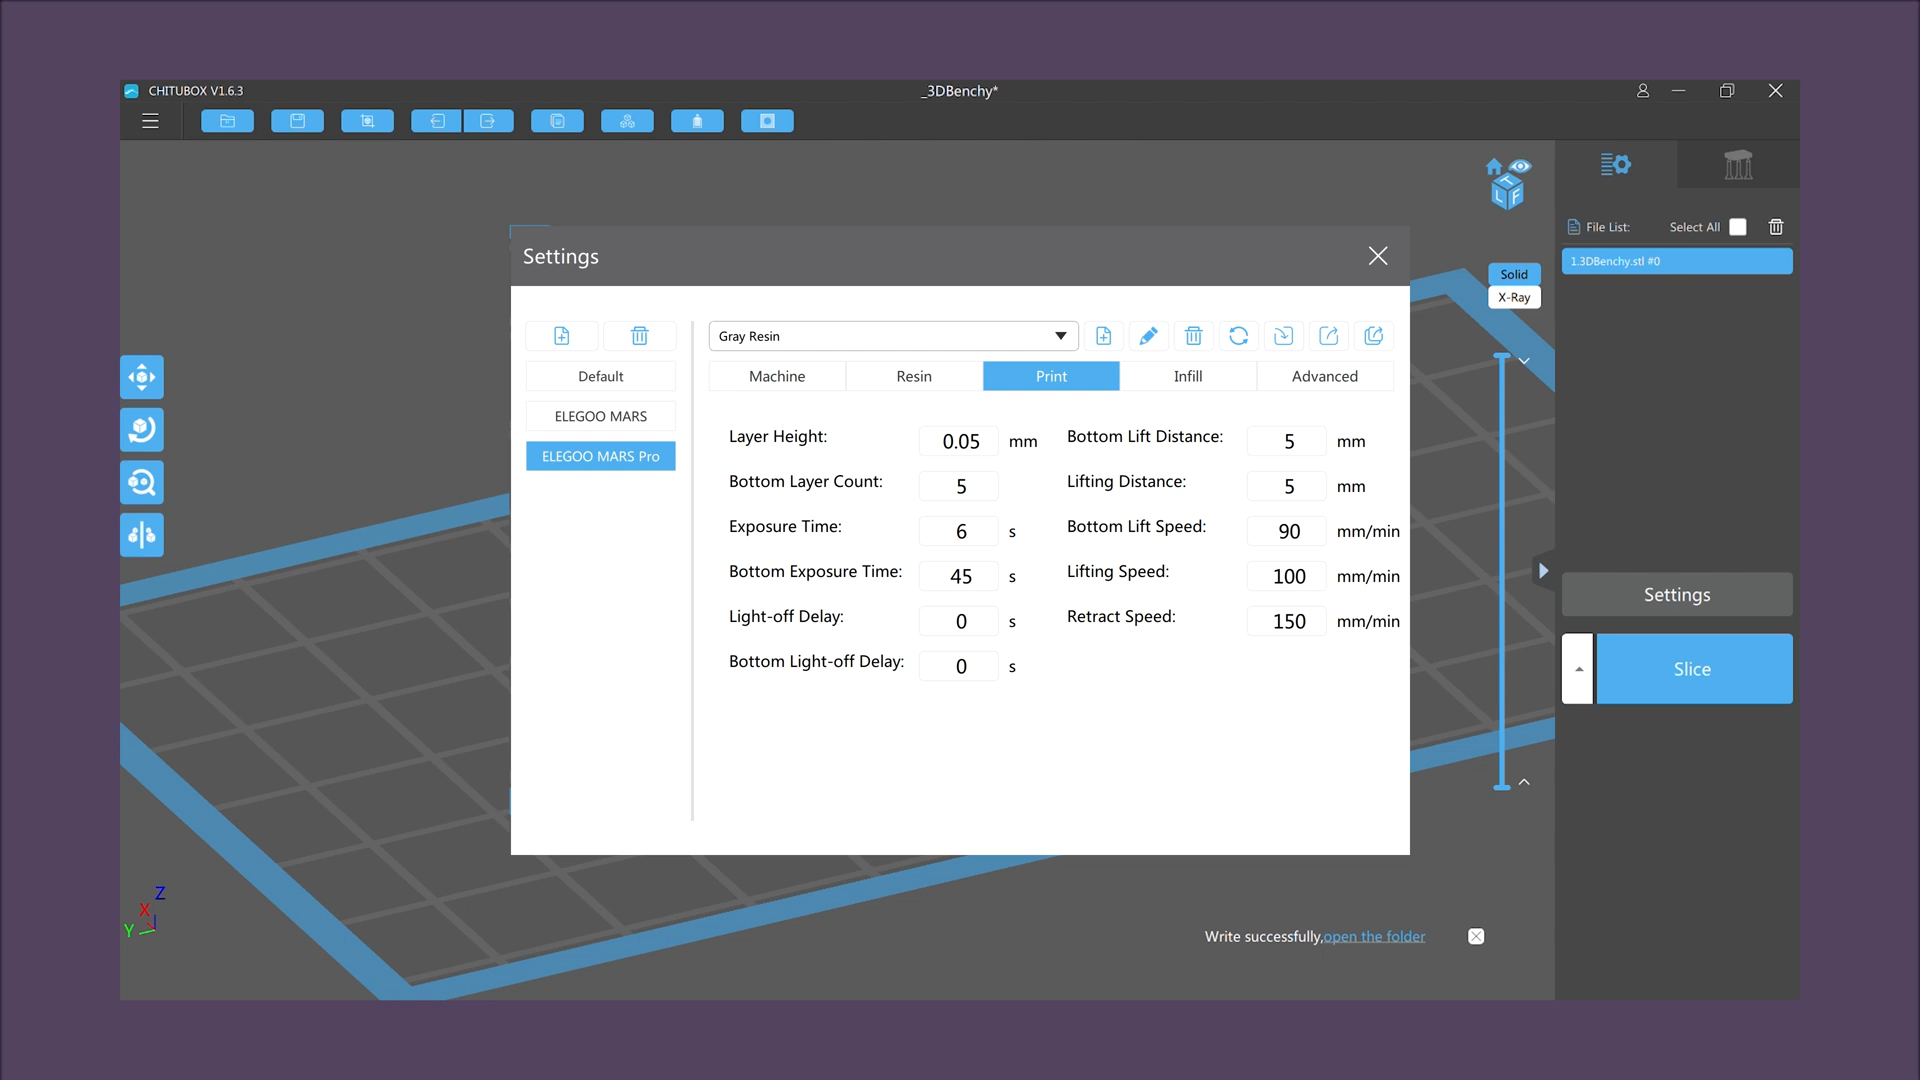 CHITUBOX V1.6.3
_3DBenchy*
T
L F
File List:
Select All
1.3DBenchy.stl #0
Solid
X-Ray
Settings
Gray Resin
Default
ELEGOO MARS
ELEGOO MARS Pro
Machine
Resin
Print
Infill
Advanced
Layer Height: 0.05 mm
Bottom Lift Distance: 5 mm
Bottom Layer Count: 5
Lifting Distance: 5 mm
Exposure Time: 6 s
Bottom Lift Speed: 90 mm/min
Bottom Exposure Time: 45 s
Lifting Speed: 100 mm/min
Light-off Delay: 0 s
Retract Speed: 150 mm/min
Bottom Light-off Delay: 0 s
Settings
Slice
Z
X
Y
Write successfully,open the folder